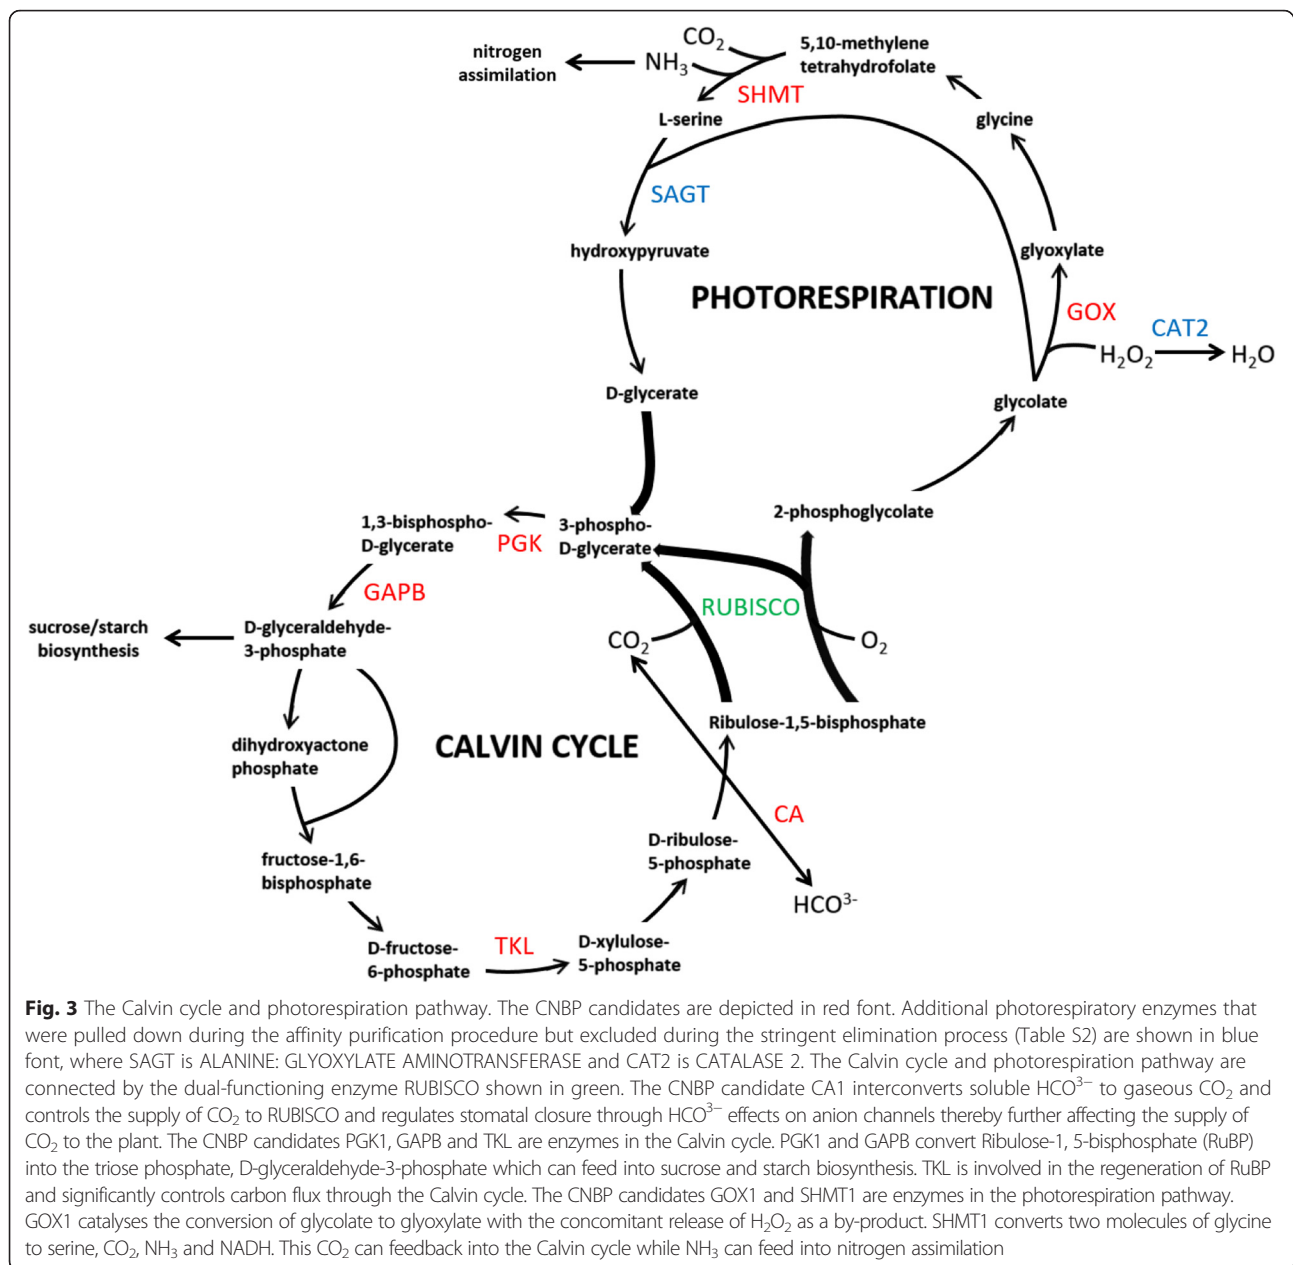 CO₂
5,10-methylene
tetrahydrofolate
nitrogen
assimilation
NH₃
SHMT
L-serine
glycine
SAGT
hydroxypyruvate
glyoxylate
PHOTORESPIRATION
GOX
CAT2
H₂O₂
H₂O
D-glycerate
glycolate
2-phosphoglycolate
1,3-bisphospho-
D-glycerate
PGK
3-phospho-
D-glycerate
GAPB
RUBISCO
sucrose/starch
biosynthesis
D-glyceraldehyde-
3-phosphate
CO₂
O₂
Ribulose-1,5-bisphosphate
dihydroxyactone
phosphate
CALVIN CYCLE
CA
D-ribulose-
5-phosphate
fructose-1,6-
bisphosphate
HCO³⁻
D-fructose-
6-phosphate
TKL
D-xylulose-
5-phosphate
Fig. 3 The Calvin cycle and photorespiration pathway. The CNBP candidates are depicted in red font. Additional photorespiratory enzymes that
were pulled down during the affinity purification procedure but excluded during the stringent elimination process (Table S2) are shown in blue
font, where SAGT is ALANINE: GLYOXYLATE AMINOTRANSFERASE and CAT2 is CATALASE 2. The Calvin cycle and photorespiration pathway are
connected by the dual-functioning enzyme RUBISCO shown in green. The CNBP candidate CA1 interconverts soluble HCO³⁻ to gaseous CO₂ and
controls the supply of CO₂ to RUBISCO and regulates stomatal closure through HCO³⁻ effects on anion channels thereby further affecting the supply of
CO₂ to the plant. The CNBP candidates PGK1, GAPB and TKL are enzymes in the Calvin cycle. PGK1 and GAPB convert Ribulose-1, 5-bisphosphate (RuBP)
into the triose phosphate, D-glyceraldehyde-3-phosphate which can feed into sucrose and starch biosynthesis. TKL is involved in the regeneration of RuBP
and significantly controls carbon flux through the Calvin cycle. The CNBP candidates GOX1 and SHMT1 are enzymes in the photorespiration pathway.
GOX1 catalyses the conversion of glycolate to glyoxylate with the concomitant release of H₂O₂ as a by-product. SHMT1 converts two molecules of glycine
to serine, CO₂, NH₃ and NADH. This CO₂ can feedback into the Calvin cycle while NH₃ can feed into nitrogen assimilation